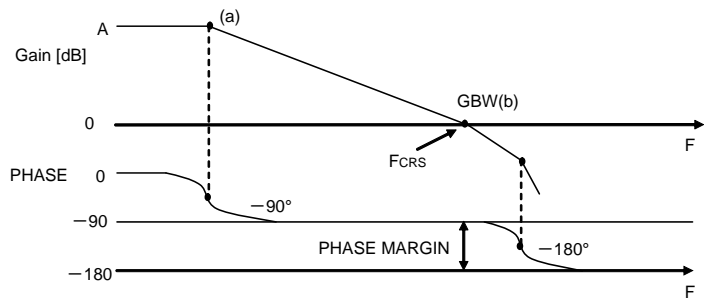 A
(a)
Gain [dB]
GBW(b)
0
FCRS
F
PHASE
0
−90°
−90
PHASE MARGIN
−180°
−180
F